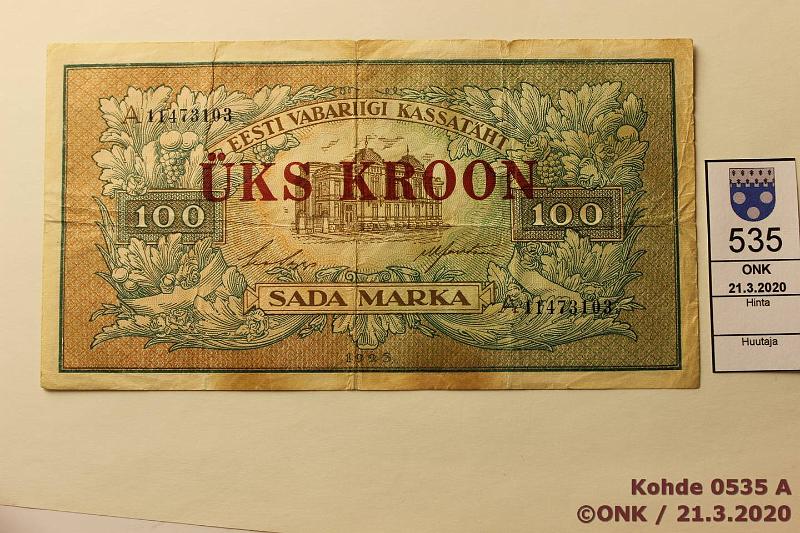 A 11473103
EESTI VABARIIGI KASSATÄHT
ÜKS KROON
100
100
SADA MARKA
A 11473103
1923
535
ONK
21.3.2020
Hinta
Huutaja
Kohde 0535 A
©ONK / 21.3.2020